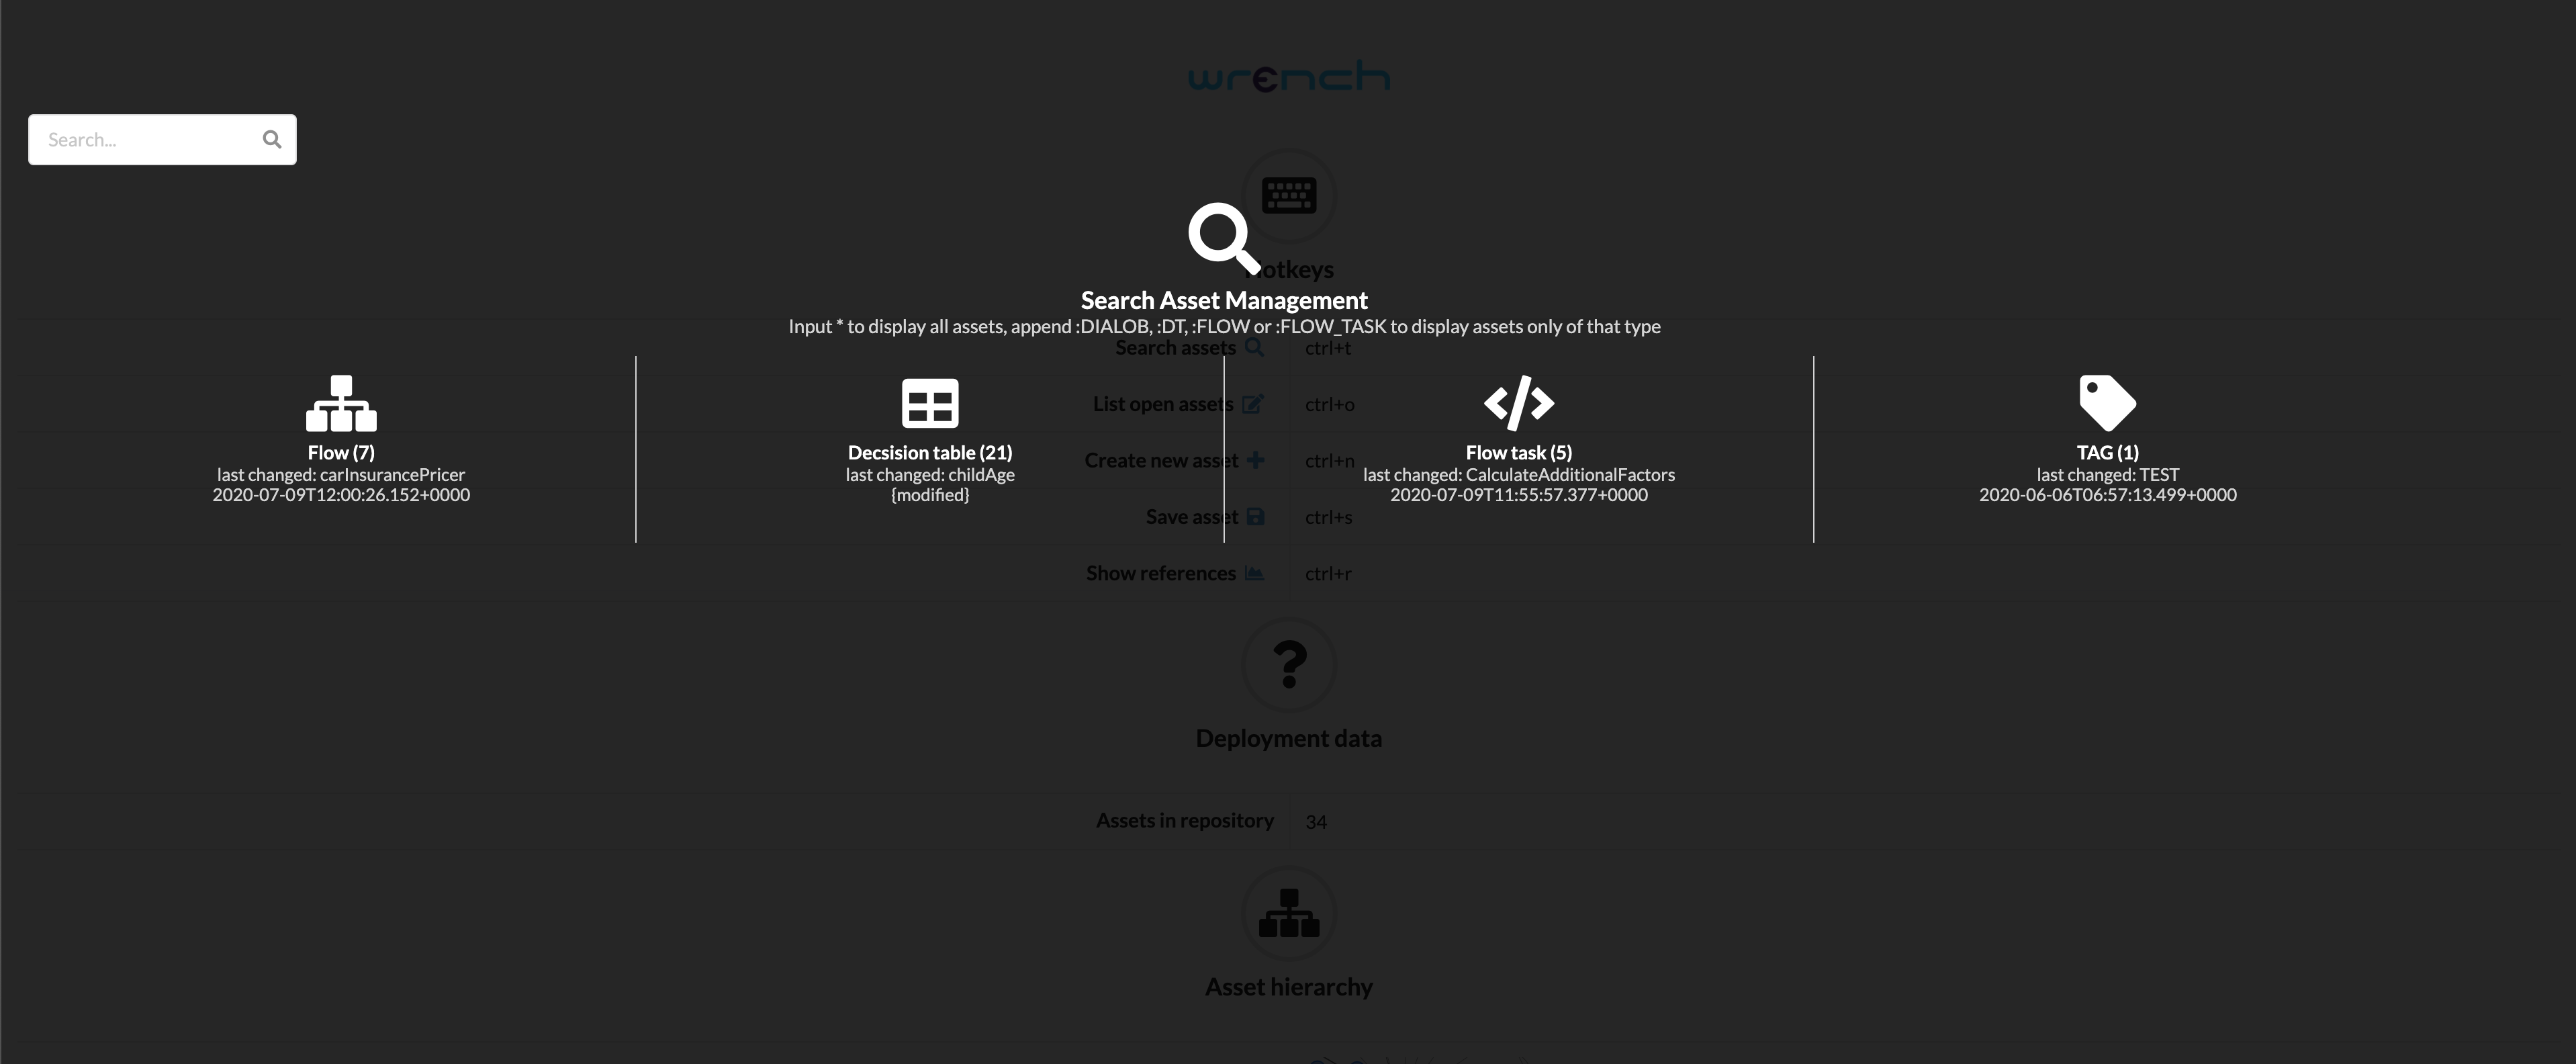 wrench
Search...
Hotkeys
Search Asset Management
Input * to display all assets, append :DIALOB, :DT, :FLOW or :FLOW_TASK to display assets only of that type
Search assets ctrl+t
List open assets ctrl+o
Create new asset ctrl+n
Save asset ctrl+s
Show references ctrl+r
Flow (7)
last changed: carInsurancePricer
2020-07-09T12:00:26.152+0000
Decsision table (21)
last changed: childAge
{modified}
Flow task (5)
last changed: CalculateAdditionalFactors
2020-07-09T11:55:57.377+0000
TAG (1)
last changed: TEST
2020-06-06T06:57:13.499+0000
Deployment data
Assets in repository 34
Asset hierarchy